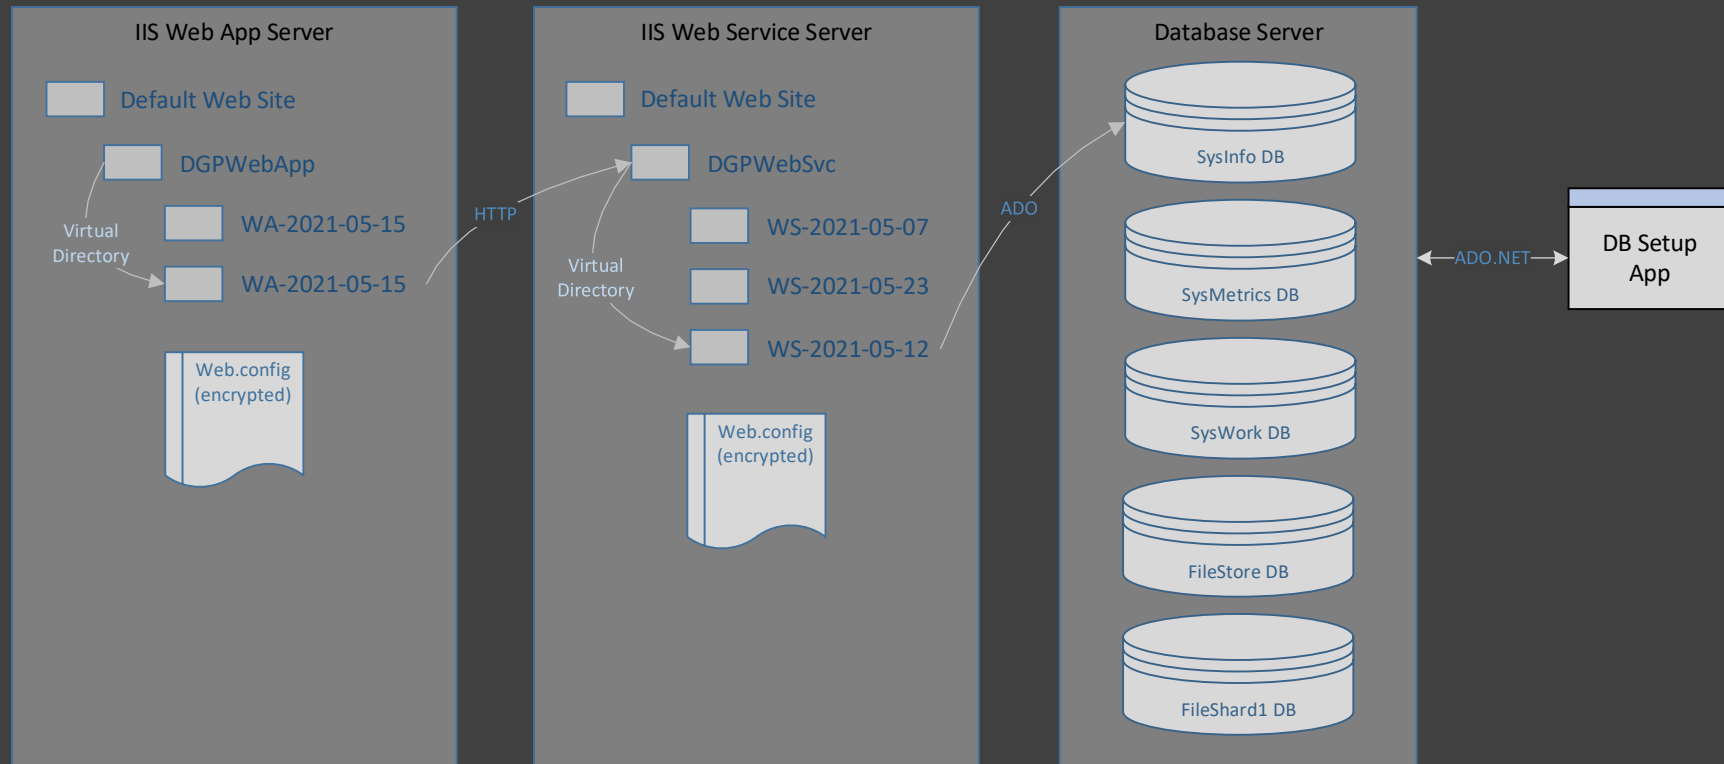 IIS Web App Server
Default Web Site
DGPWebApp
Virtual
Directory
WA-2021-05-15
WA-2021-05-15
Web.config
(encrypted)
HTTP
IIS Web Service Server
Default Web Site
DGPWebSvc
Virtual
Directory
WS-2021-05-07
WS-2021-05-23
WS-2021-05-12
Web.config
(encrypted)
ADO
Database Server
SysInfo DB
SysMetrics DB
SysWork DB
FileStore DB
FileShard1 DB
ADO.NET
DB Setup
App